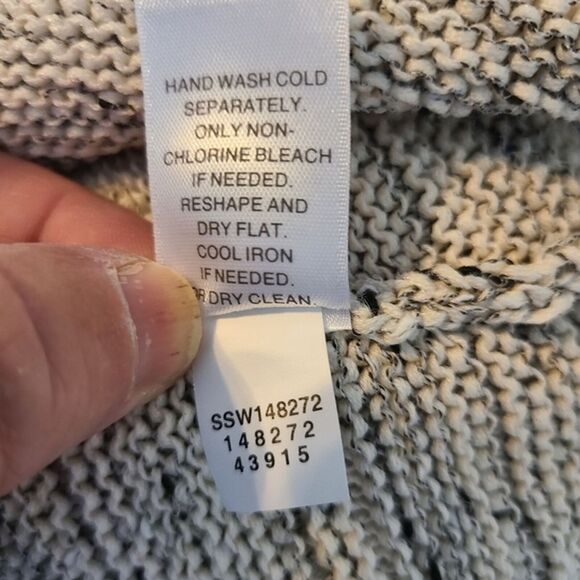 HAND WASH COLD
SEPARATELY.
ONLY NON-
CHLORINE BLEACH
IF NEEDED.
RESHAPE AND
DRY FLAT.
COOL IRON
IF NEEDED.
OR DRY CLEAN.
SSW148272
148272
43915